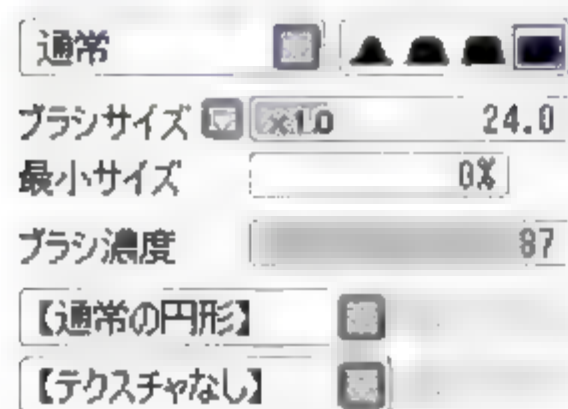 通常
ブラシサイズ ×1.0 24.0
最小サイズ 0%
ブラシ濃度 87
【通常の円形】
【テクスチャなし】